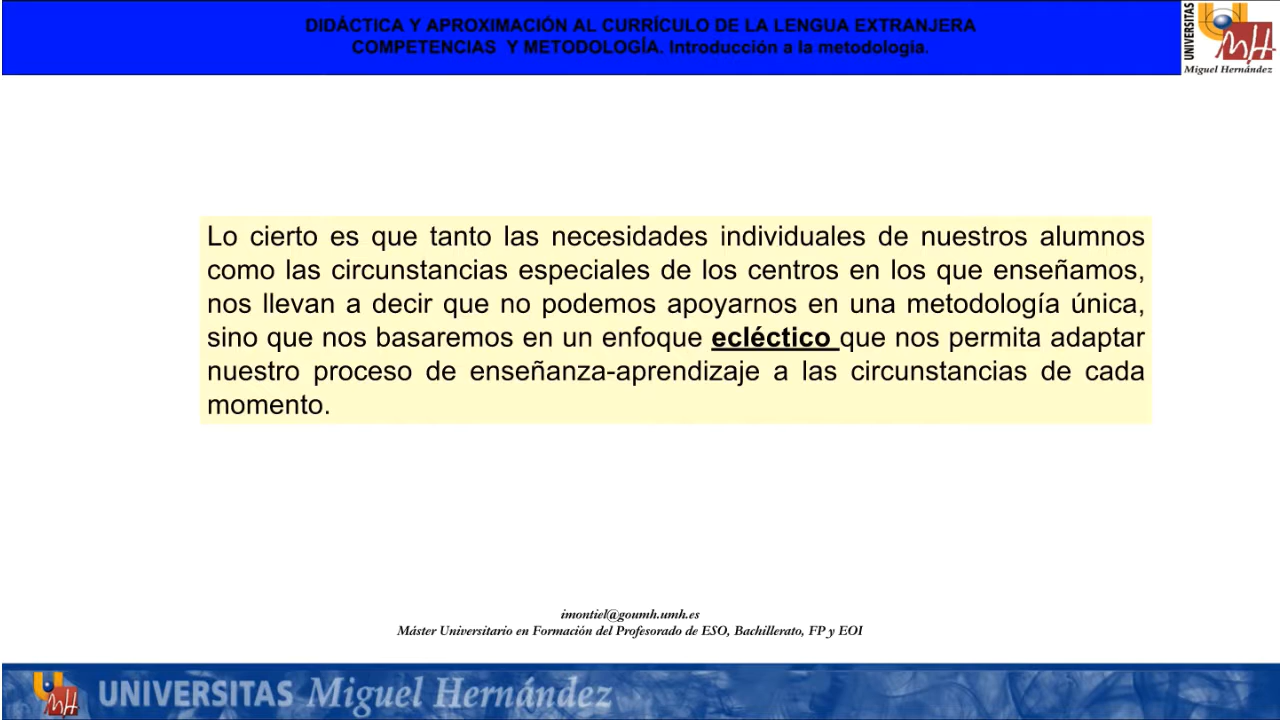 DIDÁCTICA Y APROXIMACIÓN AL CURRÍCULO DE LA LENGUA EXTRANJERA
COMPETENCIAS Y METODOLOGÍA. Introducción a la metodología.
UNIVERSITAS
MH
Miguel Hernández
Lo cierto es que tanto las necesidades individuales de nuestros alumnos
como las circunstancias especiales de los centros en los que enseñamos,
nos llevan a decir que no podemos apoyarnos en una metodología única,
sino que nos basaremos en un enfoque ecléctico que nos permita adaptar
nuestro proceso de enseñanza-aprendizaje a las circunstancias de cada
momento.
imontiel@goumh.umh.es
Máster Universitario en Formación del Profesorado de ESO, Bachillerato, FP y EOI
MH
UNIVERSITAS Miguel Hernández